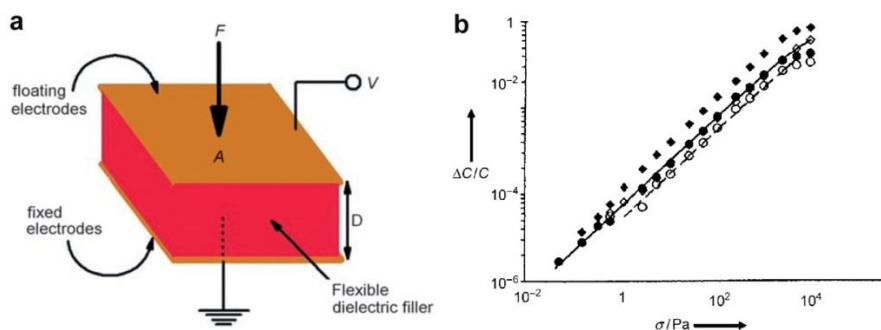 a
F
floating
electrodes
V
A
D
fixed
electrodes
Flexible
dielectric filler
b
1
10⁻²
ΔC/C
10⁻⁴
10⁻⁶
10⁻²
1
10²
10⁴
σ/Pa